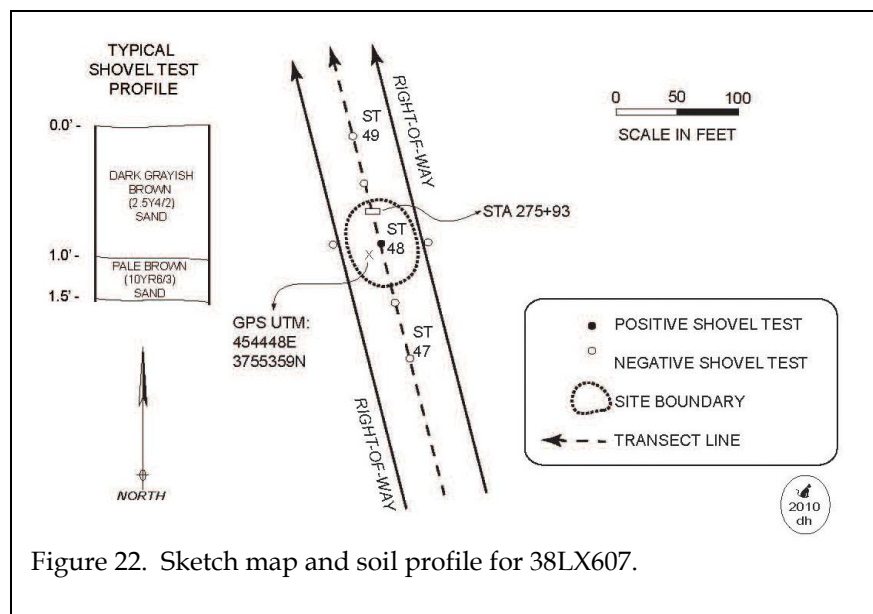 TYPICAL
SHOVEL TEST
PROFILE
0.0'-
DARK GRAYISH
BROWN
(2.5Y4/2)
SAND
1.0'-
PALE BROWN
(10YR6/3)
SAND
1.5'-
NORTH
RIGHT-OF-WAY
ST
49
STA 275+93
ST
48
X
GPS UTM:
454448E
3755359N
ST
47
RIGHT-OF-WAY
0 50 100
SCALE IN FEET
POSITIVE SHOVEL TEST
NEGATIVE SHOVEL TEST
SITE BOUNDARY
TRANSECT LINE
2010
dh
Figure 22. Sketch map and soil profile for 38LX607.